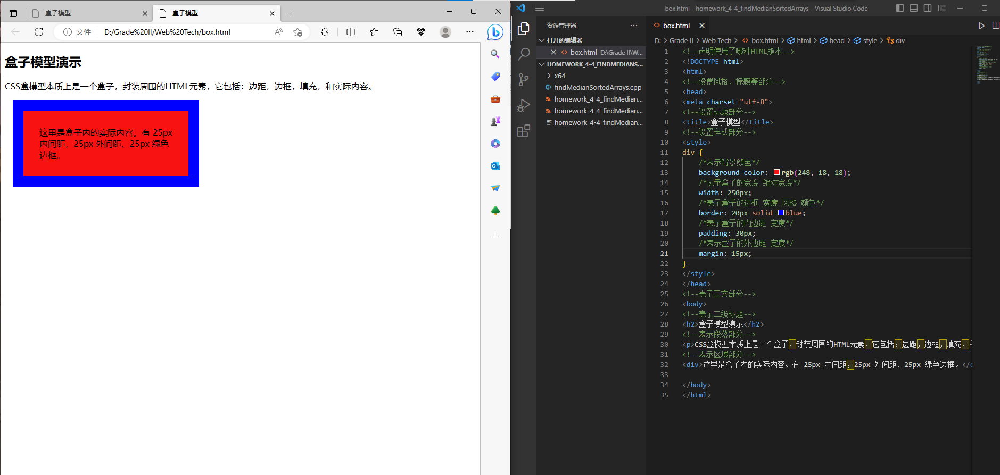 盒子模型
盒子模型
文件
D:/Grade%20II/Web%20Tech/box.html
盒子模型演示
CSS盒模型本质上是一个盒子，封装周围的HTML元素，它包括：边距，边框，填充，和实际内容。
这里是盒子内的实际内容。有 25px
内间距，25px 外间距、25px 绿色
边框。
box.html - homework_4-4_findMedianSortedArrays - Visual Studio Code
资源管理器
打开的编辑器
box.html D:\Grade II\W...
HOMEWORK_4-4_FINDMEDIANS...
x64
findMedianSortedArrays.cpp
homework_4-4_findMedian...
homework_4-4_findMedian...
homework_4-4_findMedian...
box.html
D: > Grade II > Web Tech > box.html > html > head > style > div
1 <!--声明使用了哪种HTML版本-->
2 <!DOCTYPE html>
3 <html>
4 <!--设置风格、标题等部分-->
5 <head>
6 <meta charset="utf-8">
7 <!--设置标题部分-->
8 <title>盒子模型</title>
9 <!--设置样式部分-->
10 <style>
11 div {
12 /*表示背景颜色*/
13 background-color: rgb(248, 18, 18);
14 /*表示盒子的宽度 绝对宽度*/
15 width: 250px;
16 /*表示盒子的边框 宽度 风格 颜色*/
17 border: 20px solid blue;
18 /*表示盒子的内边距 宽度*/
19 padding: 30px;
20 /*表示盒子的外边距 宽度*/
21 margin: 15px;
22 }
23 </style>
24 </head>
25 <!--表示正文部分-->
26 <body>
27 <!--表示二级标题-->
28 <h2>盒子模型演示</h2>
29 <!--表示段落部分-->
30 <p>CSS盒模型本质上是一个盒子，封装周围的HTML元素，它包括：边距，边框，填充，
31 <!--表示区域部分-->
32 <div>这里是盒子内的实际内容。有 25px 内间距，25px 外间距、25px 绿色边框。</
33
34 </body>
35 </html>